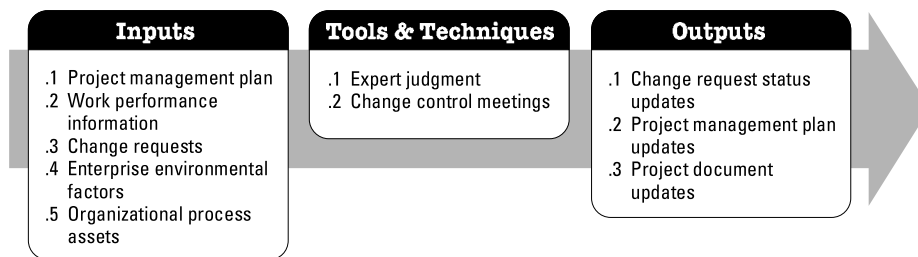 Inputs
.1 Project management plan
.2 Work performance
information
.3 Change requests
.4 Enterprise environmental
factors
.5 Organizational process
assets
Tools & Techniques
.1 Expert judgment
.2 Change control meetings
Outputs
.1 Change request status
updates
.2 Project management plan
updates
.3 Project document
updates